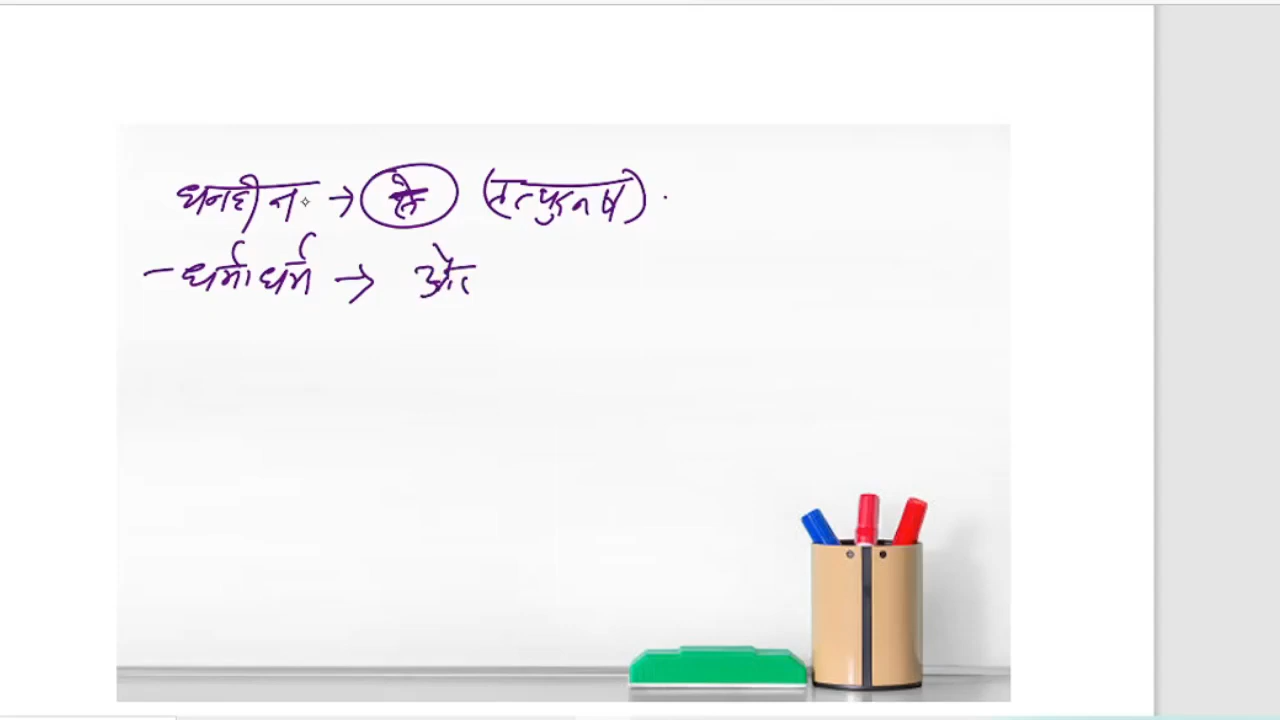 धनहीन → से (तत्पुरुष).
- धर्माधर्म → और